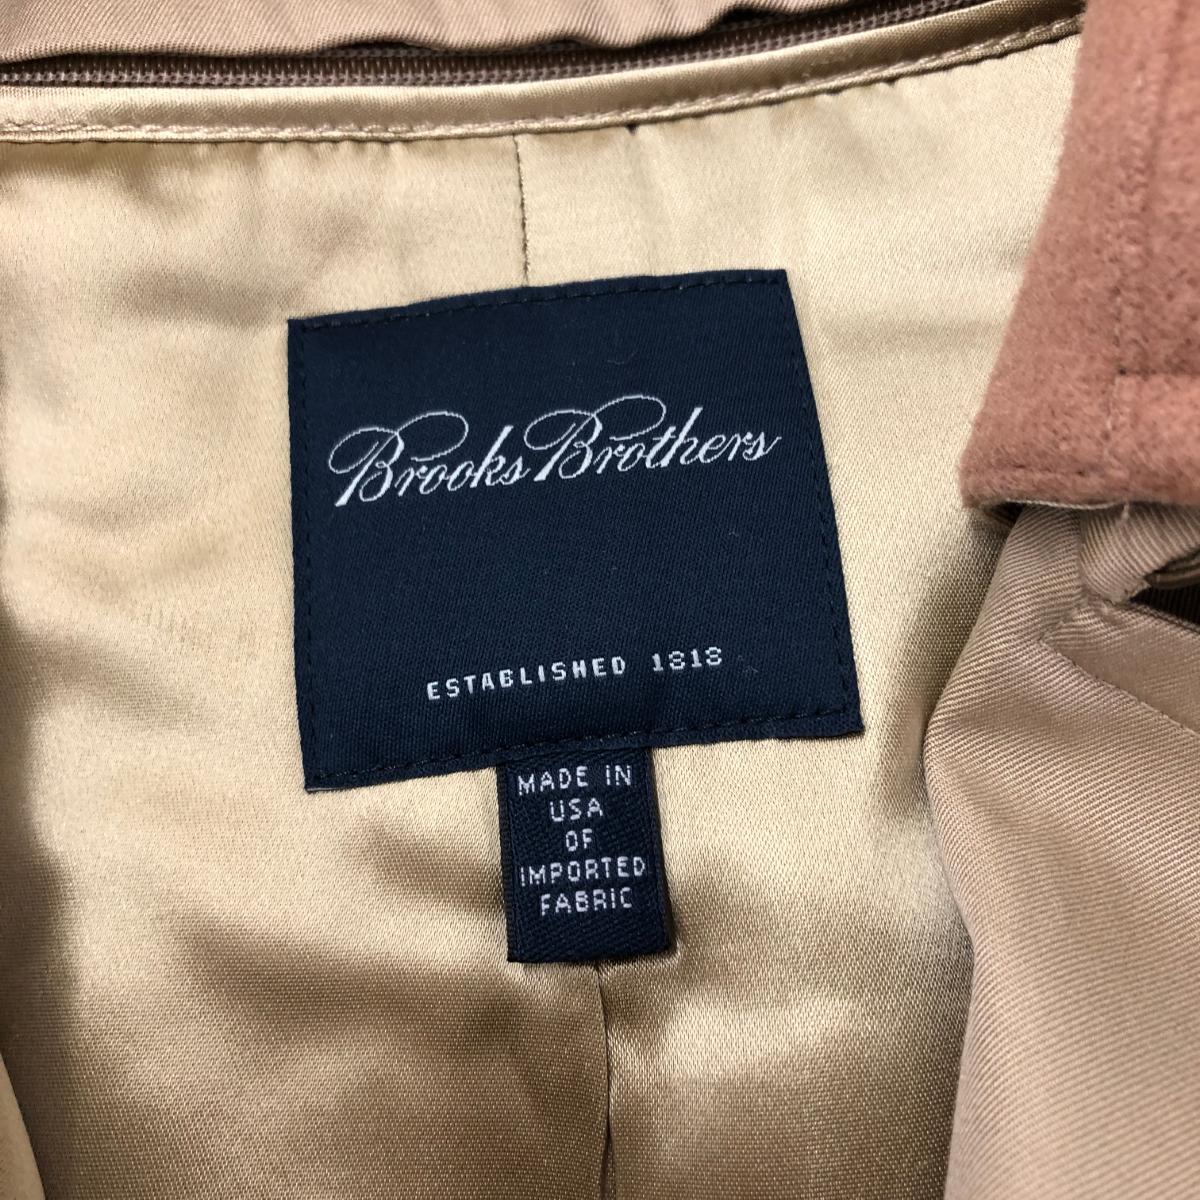 Brooks Brothers
ESTABLISHED 1818
MADE IN
USA
OF
IMPORTED
FABRIC